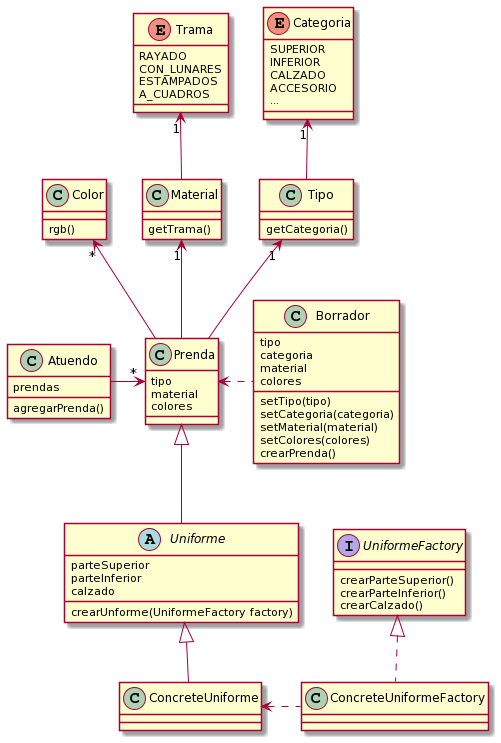 E Trama
RAYADO
CON_LUNARES
ESTAMPADOS
A_CUADROS
E Categoria
SUPERIOR
INFERIOR
CALZADO
ACCESORIO
...
1
1
C Color
rgb()
C Material
getTrama()
C Tipo
getCategoria()
*
1
1
C Atuendo
prendas
agregarPrenda()
*
C Prenda
tipo
material
colores
C Borrador
tipo
categoria
material
colores
setTipo(tipo)
setCategoria(categoria)
setMaterial(material)
setColores(colores)
crearPrenda()
A Uniforme
parteSuperior
parteInferior
calzado
crearUnforme(UniformeFactory factory)
I UniformeFactory
crearParteSuperior()
crearParteInferior()
crearCalzado()
C ConcreteUniforme
C ConcreteUniformeFactory